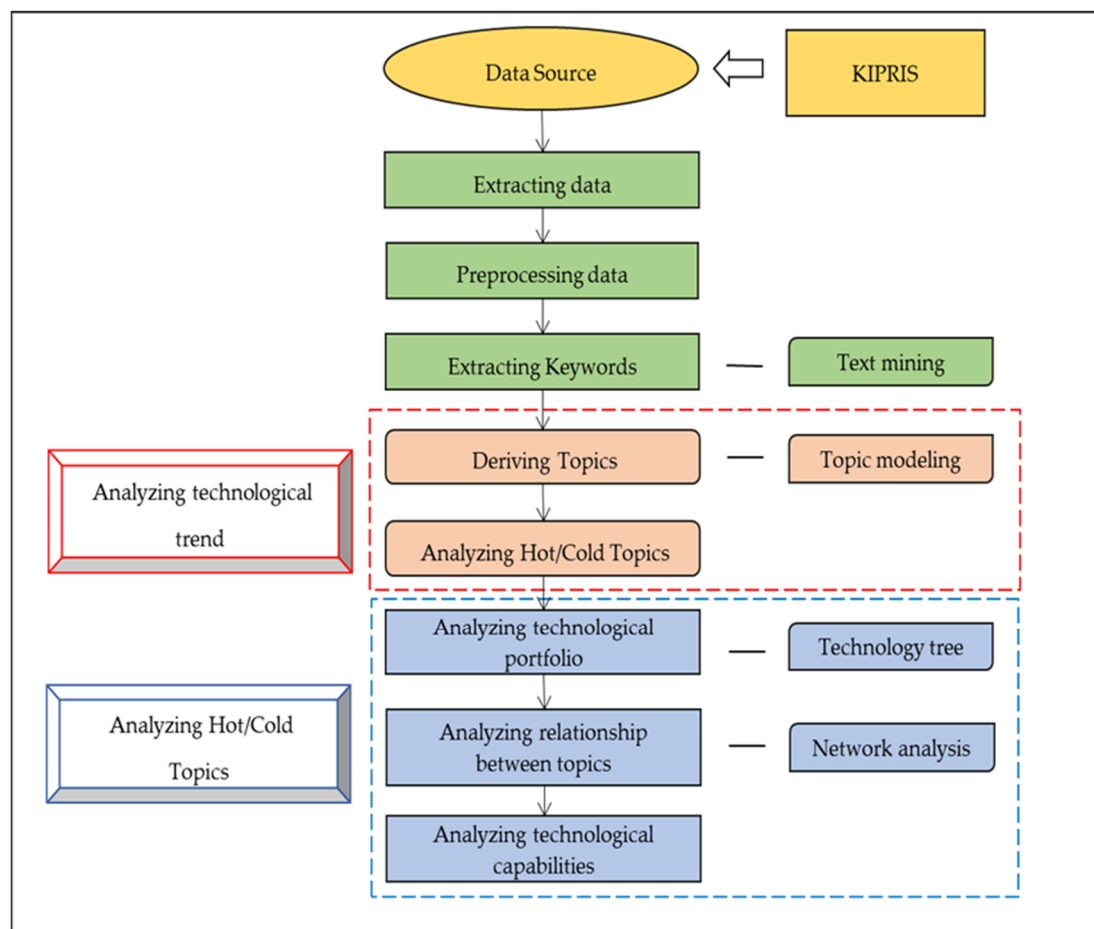 Data Source
KIPRIS
Extracting data
Preprocessing data
Extracting Keywords
Text mining
Analyzing technological
trend
Deriving Topics
Topic modeling
Analyzing Hot/Cold Topics
Analyzing Hot/Cold
Topics
Analyzing technological
portfolio
Technology tree
Analyzing relationship
between topics
Network analysis
Analyzing technological
capabilities